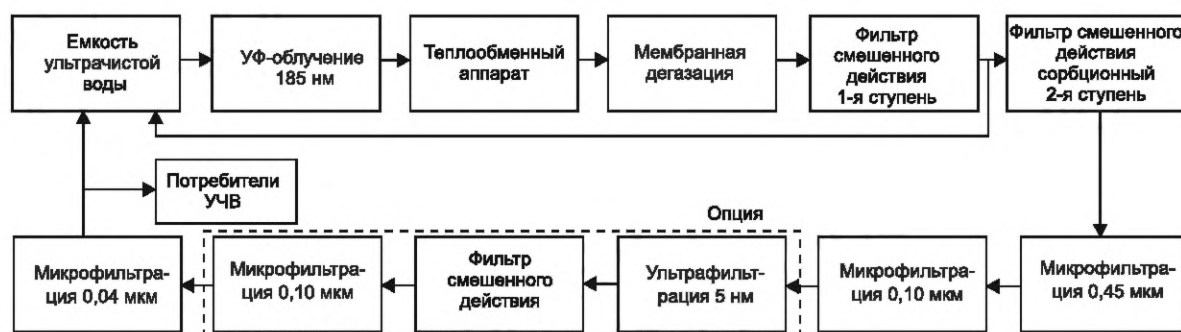 Емкость
ультрачистой
воды
УФ-облучение
185 нм
Теплообменный
аппарат
Мембранная
дегазация
Фильтр
смешенного
действия
1-я ступень
Фильтр смешенного
действия
сорбционный
2-я ступень
Потребители
УЧВ
Опция
Микрофильтра-
ция 0,04 мкм
Микрофильтра-
ция 0,10 мкм
Фильтр
смешенного
действия
Ультрафильт-
рация 5 нм
Микрофильтра-
ция 0,10 мкм
Микрофильтра-
ция 0,45 мкм